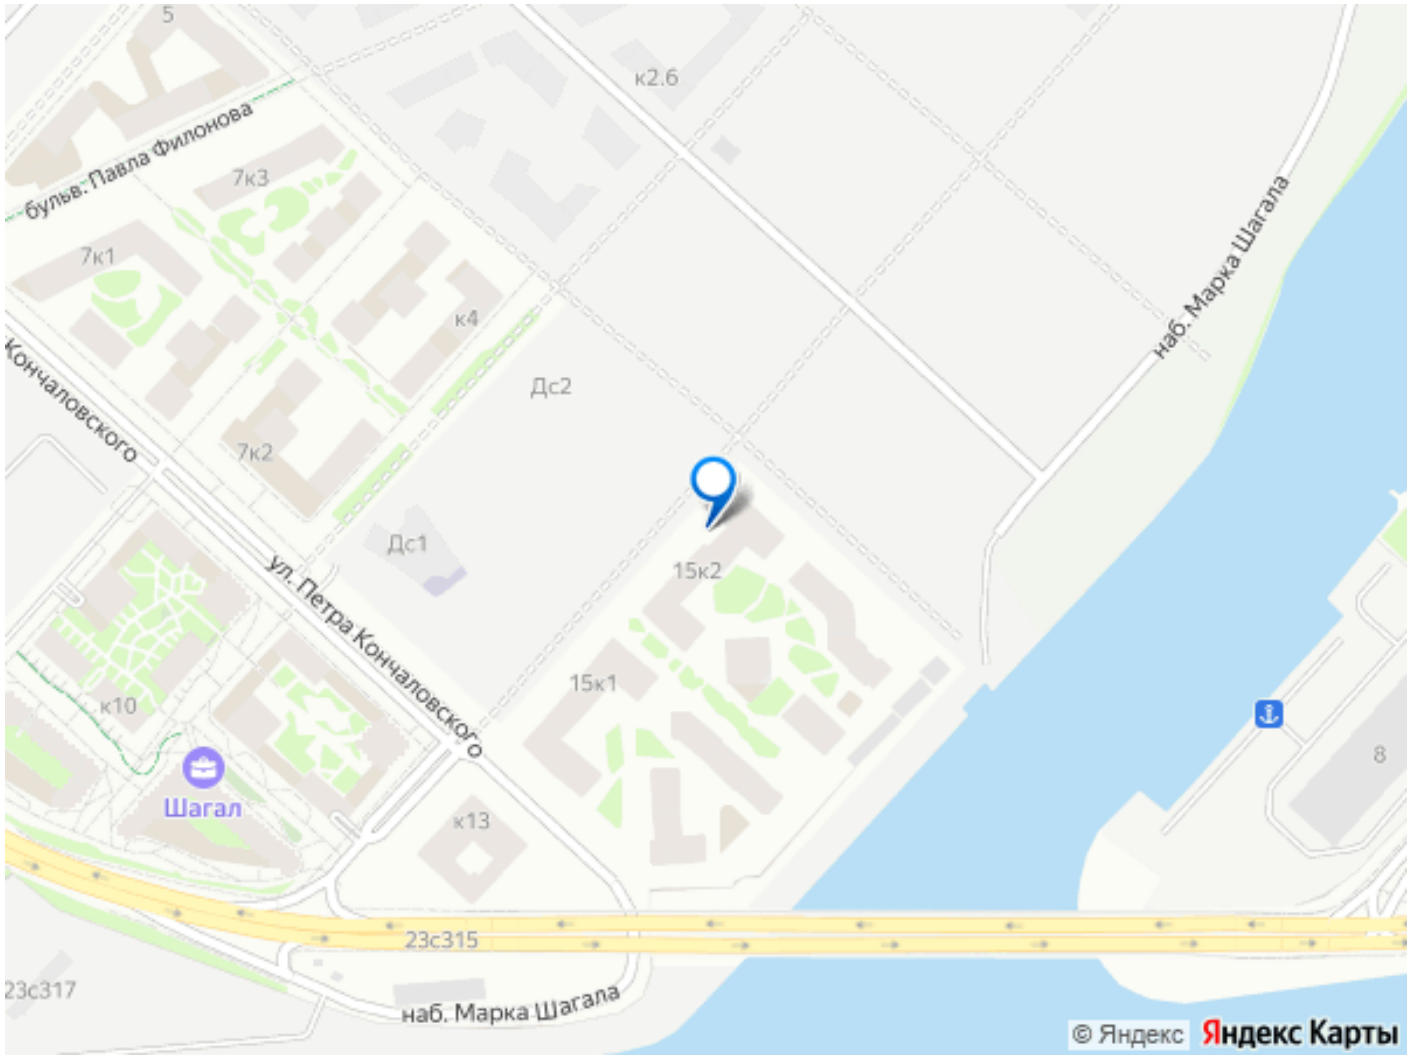 5
к2.6
бульв. Павла Филонова
7к3
7к1
к4
наб. Марка Шагала
Кончаловского
Дс2
7к2
Дс1
15к2
ул. Петра Кончаловского
15к1
к10
8
Шагал
к13
23с315
23с317
наб. Марка Шагала
© Яндекс Яндекс Карты